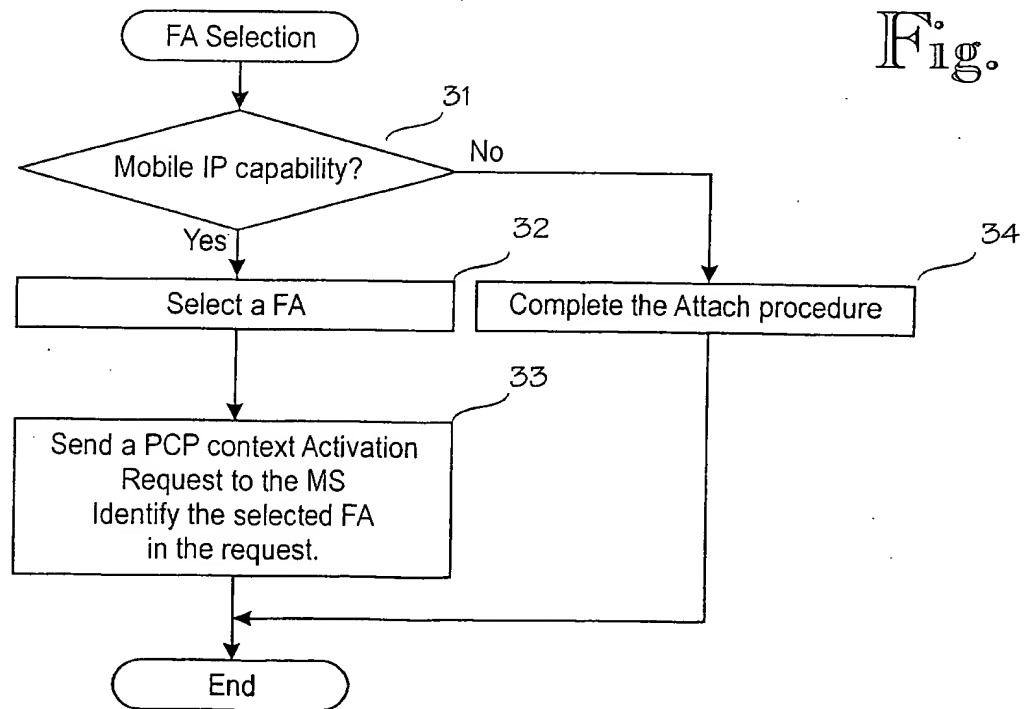 FA Selection
Fig.
31
Mobile IP capability?
No
Yes
32
34
Select a FA
Complete the Attach procedure
33
Send a PCP context Activation
Request to the MS
Identify the selected FA
in the request.
End